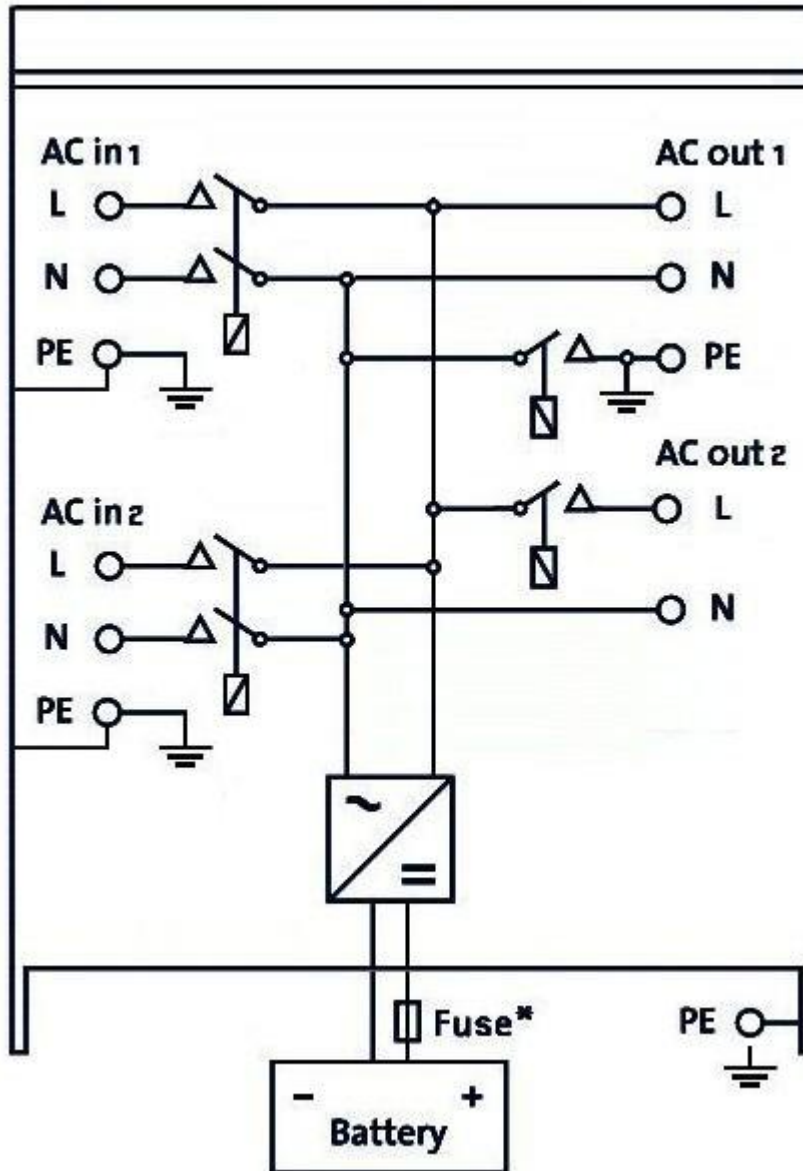 AC in 1
L
N
PE
AC out 1
L
N
PE
AC out 2
L
N
AC in 2
L
N
PE
Fuse*
PE
- +
Battery